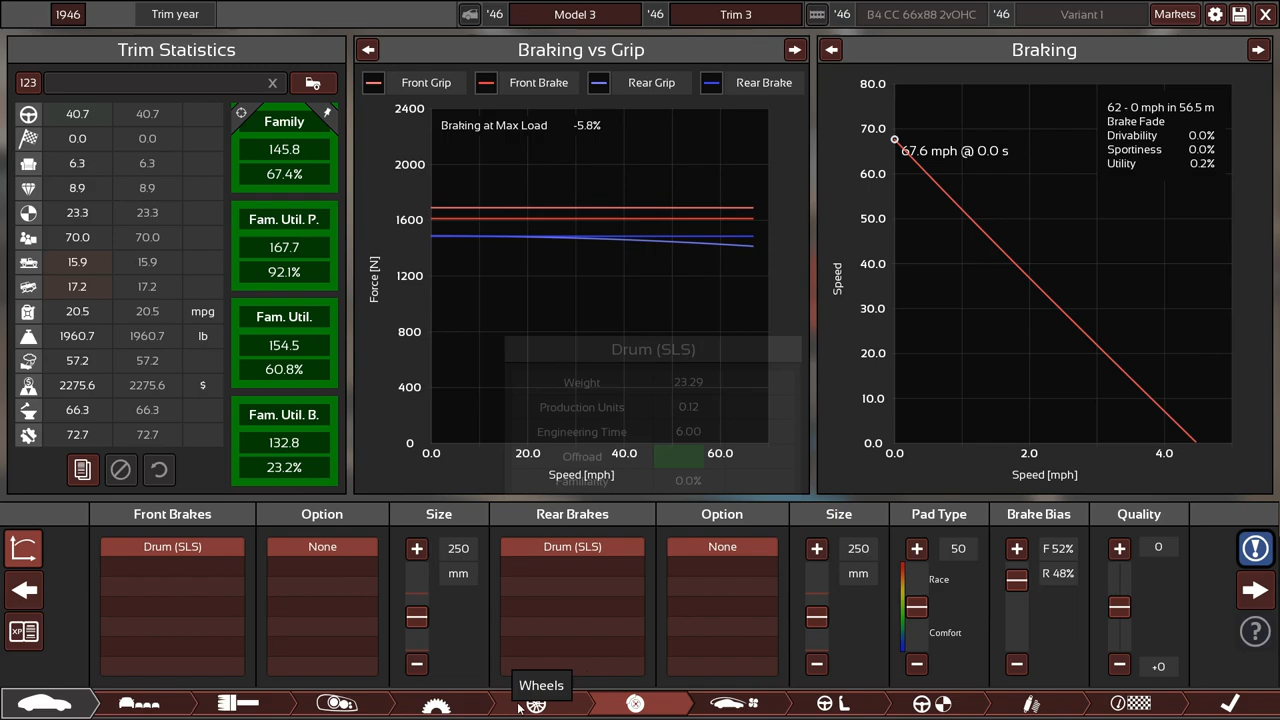 1946
Trim year
'46
Model 3
'46
Trim 3
'46
B4 CC 66x88 2vOHC
'46
Variant 1
Markets
X
Trim Statistics
123
X
40.7 40.7
0.0 0.0
6.3 6.3
8.9 8.9
23.3 23.3
70.0 70.0
15.9 15.9
17.2 17.2
20.5 20.5 mpg
1960.7 1960.7 lb
57.2 57.2
2275.6 2275.6 $
66.3 66.3
72.7 72.7
Family
145.8
67.4%
Fam. Util. P.
167.7
92.1%
Fam. Util.
154.5
60.8%
Fam. Util. B.
132.8
23.2%
Braking vs Grip
Front Grip
Front Brake
Rear Grip
Rear Brake
Braking at Max Load -5.8%
2400
2000
1600
1200
800
400
0
Force [N]
0.0 20.0 40.0 60.0
Speed [mph]
Drum (SLS)
Weight 23.29
Production Units 0.12
Engineering Time 6.00
Offroad
Familiarity 0.0%
Braking
80.0
70.0
60.0
50.0
40.0
30.0
20.0
10.0
0.0
Speed
67.6 mph @ 0.0 s
62 - 0 mph in 56.5 m
Brake Fade
Drivability 0.0%
Sportiness 0.0%
Utility 0.2%
0.0 2.0 4.0
Speed [mph]
Front Brakes
Drum (SLS)
Option
None
Size
250
mm
Rear Brakes
Drum (SLS)
Option
None
Size
250
mm
Pad Type
50
Race
Comfort
Brake Bias
F 52%
R 48%
Quality
0
+0
XP
?
Wheels